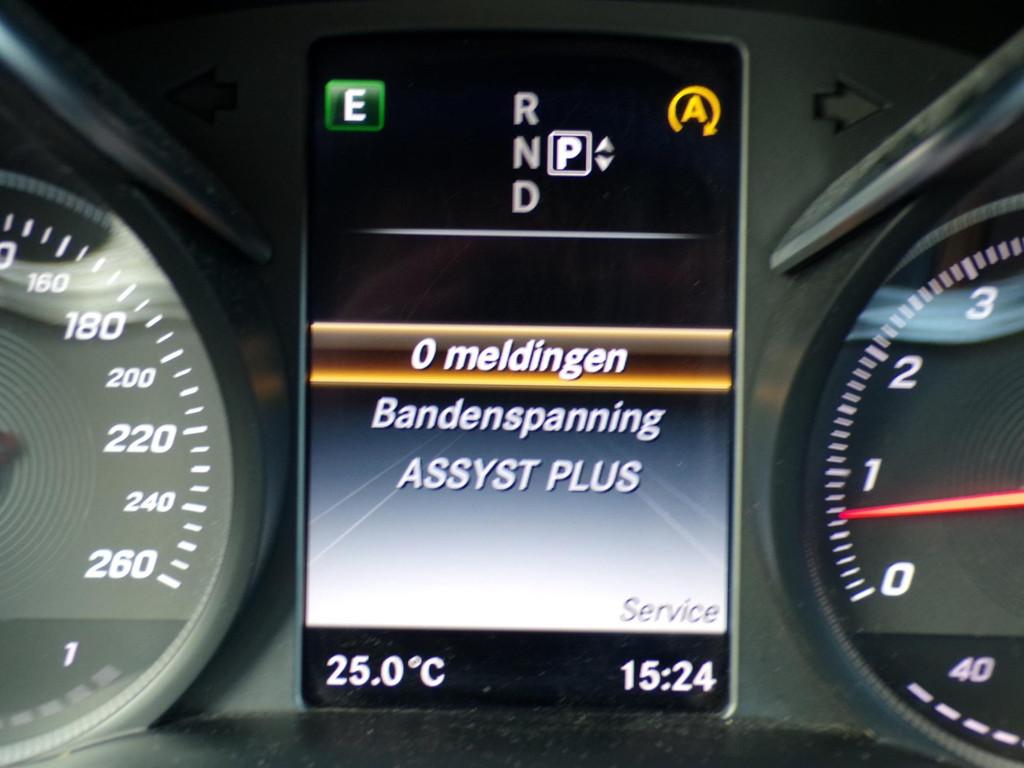 E
R
A
N P
D
160
180
200
220
240
260
1
0 meldingen
Bandenspanning
ASSYST PLUS
Service
25.0°C
15:24
3
2
1
0
40